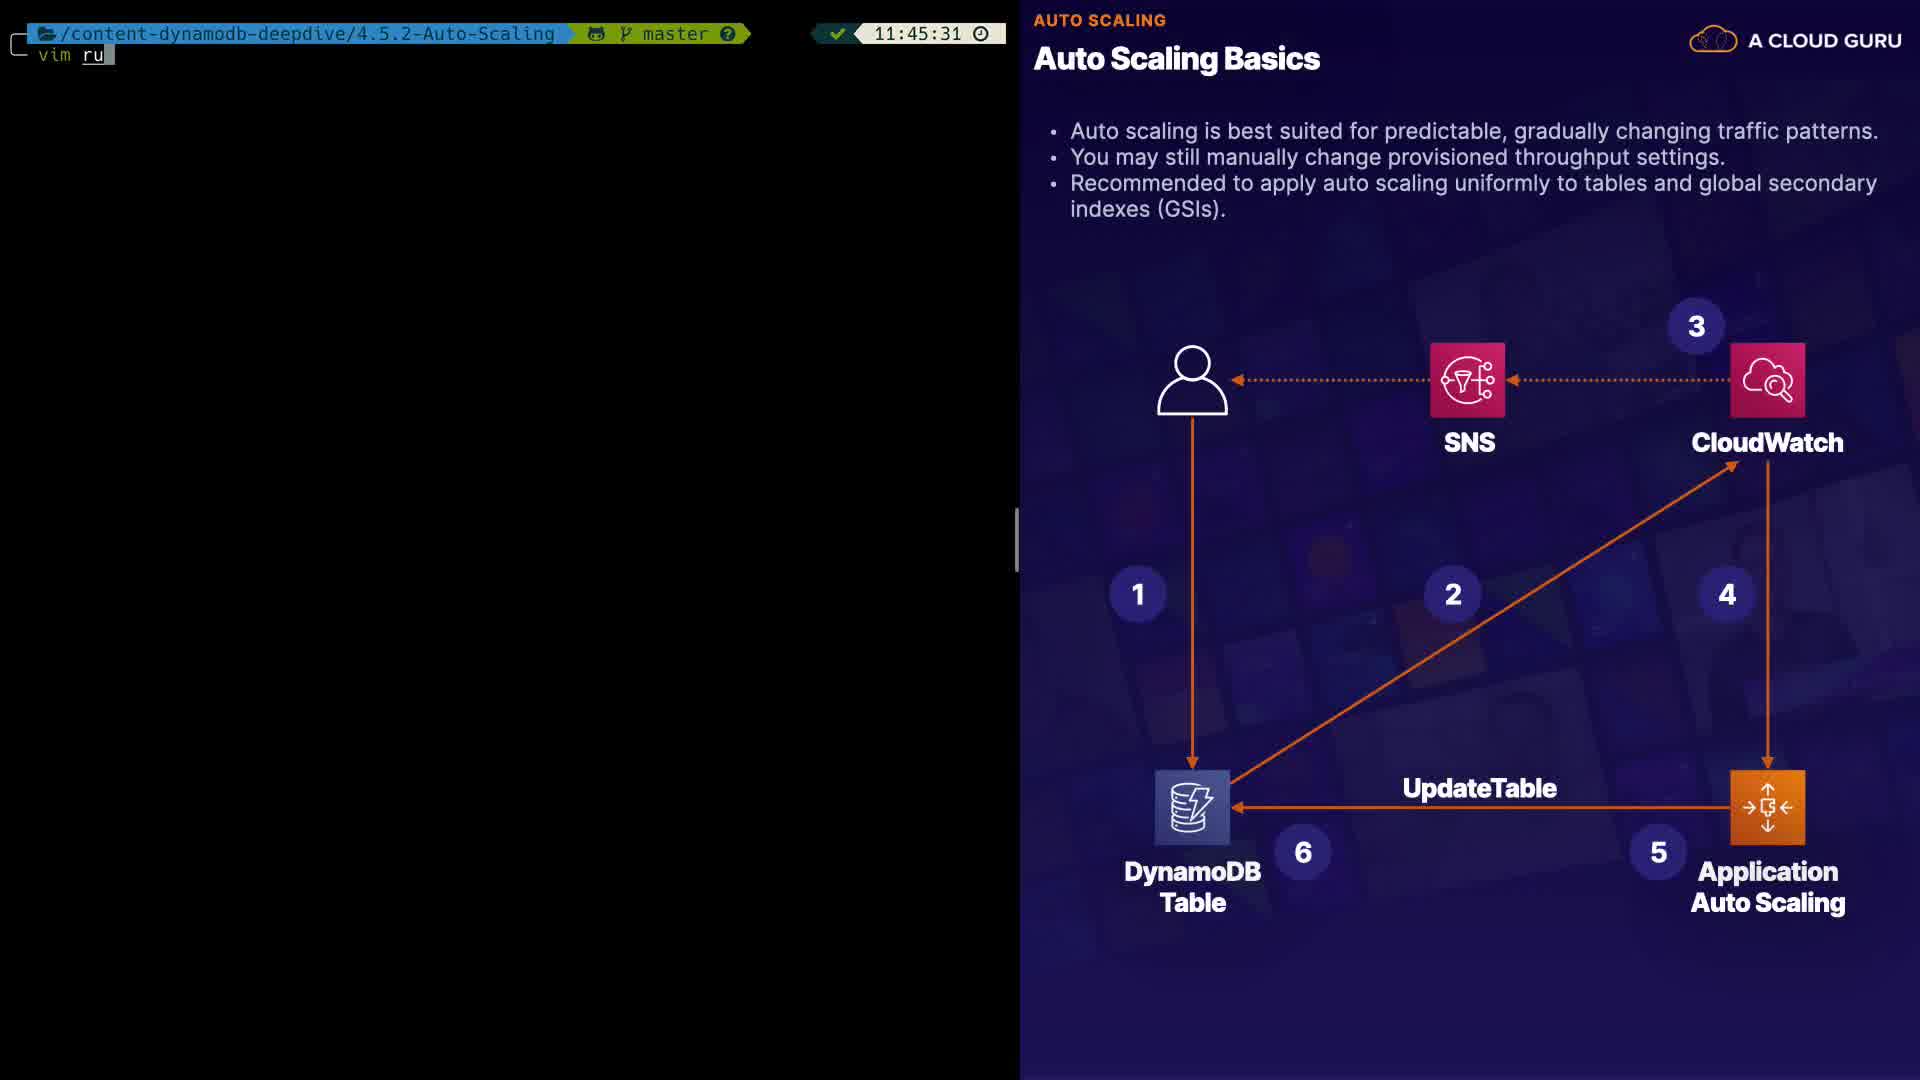 /content-dynamodb-deepdive/4.5.2-Auto-Scaling master ? ✔ 11:45:31
vim ru
AUTO SCALING
Auto Scaling Basics
A CLOUD GURU
• Auto scaling is best suited for predictable, gradually changing traffic patterns.
• You may still manually change provisioned throughput settings.
• Recommended to apply auto scaling uniformly to tables and global secondary
indexes (GSIs).
3
SNS
CloudWatch
1
2
4
UpdateTable
6
5
DynamoDB
Table
Application
Auto Scaling